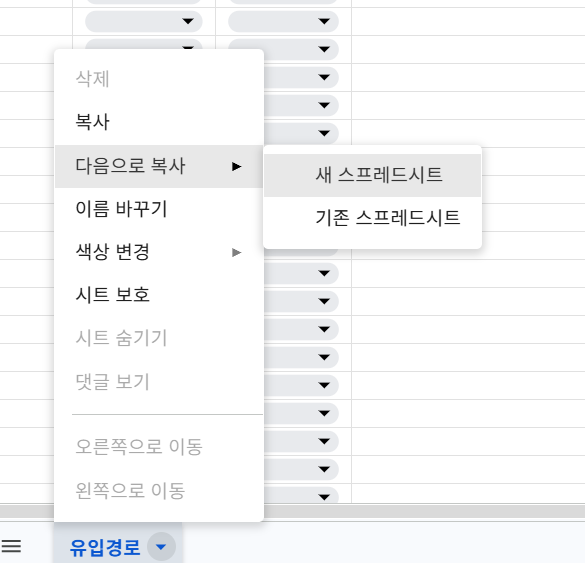 삭제
복사
다음으로 복사
새 스프레드시트
기존 스프레드시트
이름 바꾸기
색상 변경
시트 보호
시트 숨기기
댓글 보기
오른쪽으로 이동
왼쪽으로 이동
유입경로